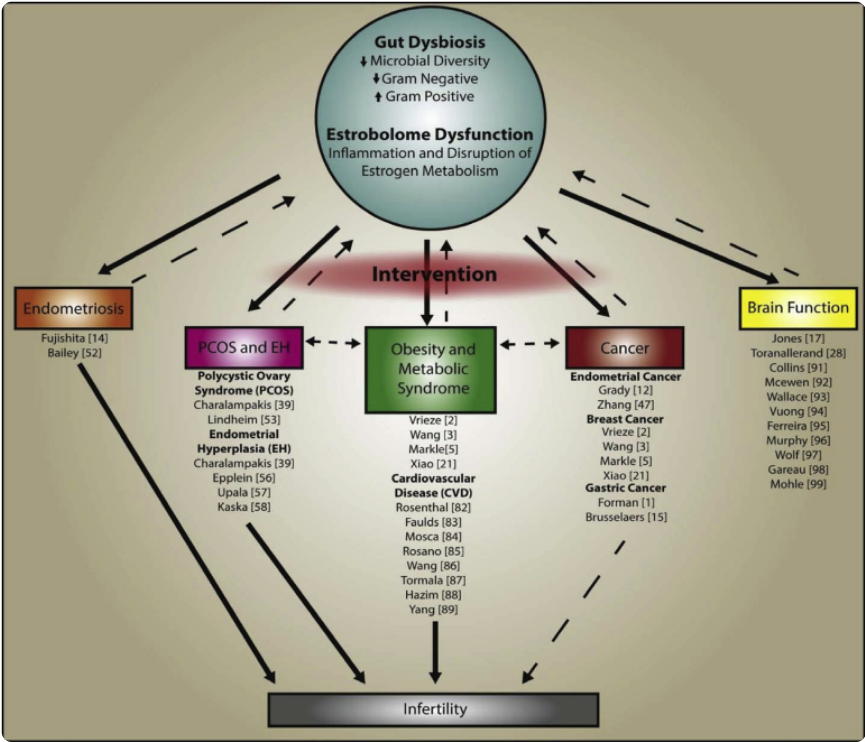 Gut Dysbiosis
Microbial Diversity
Gram Negative
Gram Positive
Estrobolome Dysfunction
Inflammation and Disruption of
Estrogen Metabolism
Intervention
Endometriosis
Fujishita [14]
Bailey [52]
PCOS and EH
Polycystic Ovary
Syndrome (PCOS)
Charalampakis [39]
Lindheim [53]
Endometrial
Hyperplasia (EH)
Charalampakis [39]
Epplein [56]
Upala [57]
Kaska [58]
Obesity and
Metabolic
Syndrome
Vrieze [2]
Wang [3]
Markle[5]
Xiao [21]
Cardiovascular
Disease (CVD)
Rosenthal [82]
Faulds [83]
Mosca [84]
Rosano [85]
Wang [86]
Tormala [87]
Hazim [88]
Yang [89]
Cancer
Endometrial Cancer
Grady [12]
Zhang [47]
Breast Cancer
Vrieze [2]
Wang [3]
Markle [5]
Xiao [21]
Gastric Cancer
Forman [1]
Brusselaers [15]
Brain Function
Jones [17]
Toranallerand [28]
Collins [91]
Mcewen [92]
Wallace [93]
Vuong [94]
Ferreira [95]
Murphy [96]
Wolf [97]
Gareau [98]
Mohle [99]
Infertility